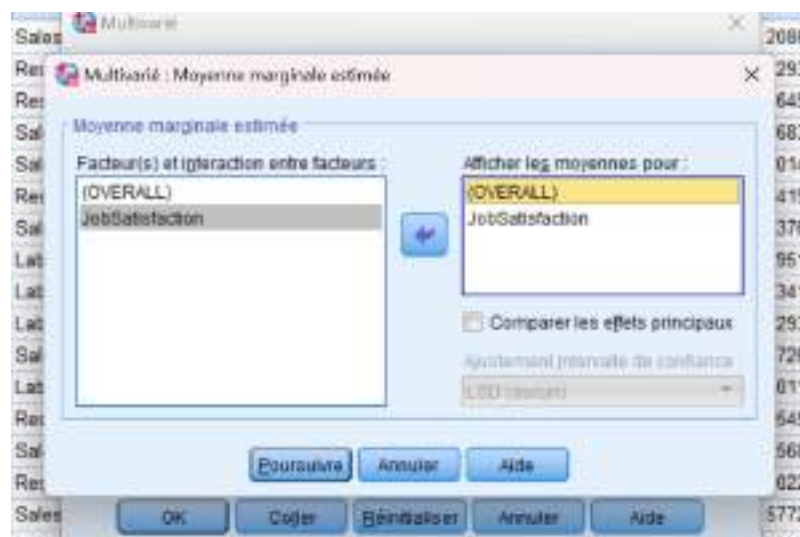 Multivarié
Multivarié : Moyenne marginale estimée
Moyenne marginale estimée
Facteur(s) et interaction entre facteurs :
(OVERALL)
JobSatisfaction
Afficher les moyennes pour :
(OVERALL)
JobSatisfaction
Comparer les effets principaux
Ajustement intervalle de confiance
LSD (aucun)
Poursuivre
Annuler
Aide
OK
Coller
Réinitialiser
Annuler
Aide
Sales
Sales